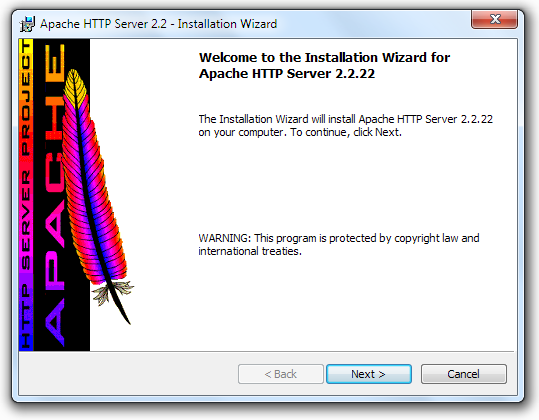 Apache HTTP Server 2.2 - Installation Wizard
HTTP SERVER PROJECT
APACHE
Welcome to the Installation Wizard for
Apache HTTP Server 2.2.22
The Installation Wizard will install Apache HTTP Server 2.2.22
on your computer. To continue, click Next.
WARNING: This program is protected by copyright law and
international treaties.
< Back
Next >
Cancel